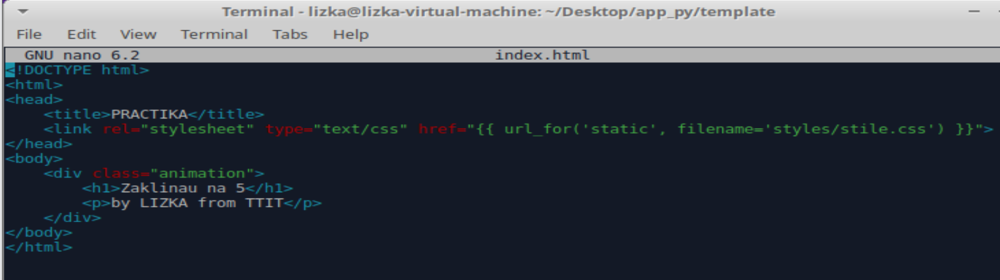 Terminal - lizka@lizka-virtual-machine: ~/Desktop/app_py/template
File Edit View Terminal Tabs Help
GNU nano 6.2 index.html
<!DOCTYPE html>
<html>
<head>
    <title>PRACTIKA</title>
    <link rel="stylesheet" type="text/css" href="{{ url_for('static', filename='styles/stile.css') }}">
</head>
<body>
    <div class="animation">
        <h1>Zaklinau na 5</h1>
        <p>by LIZKA from TTIT</p>
    </div>
</body>
</html>